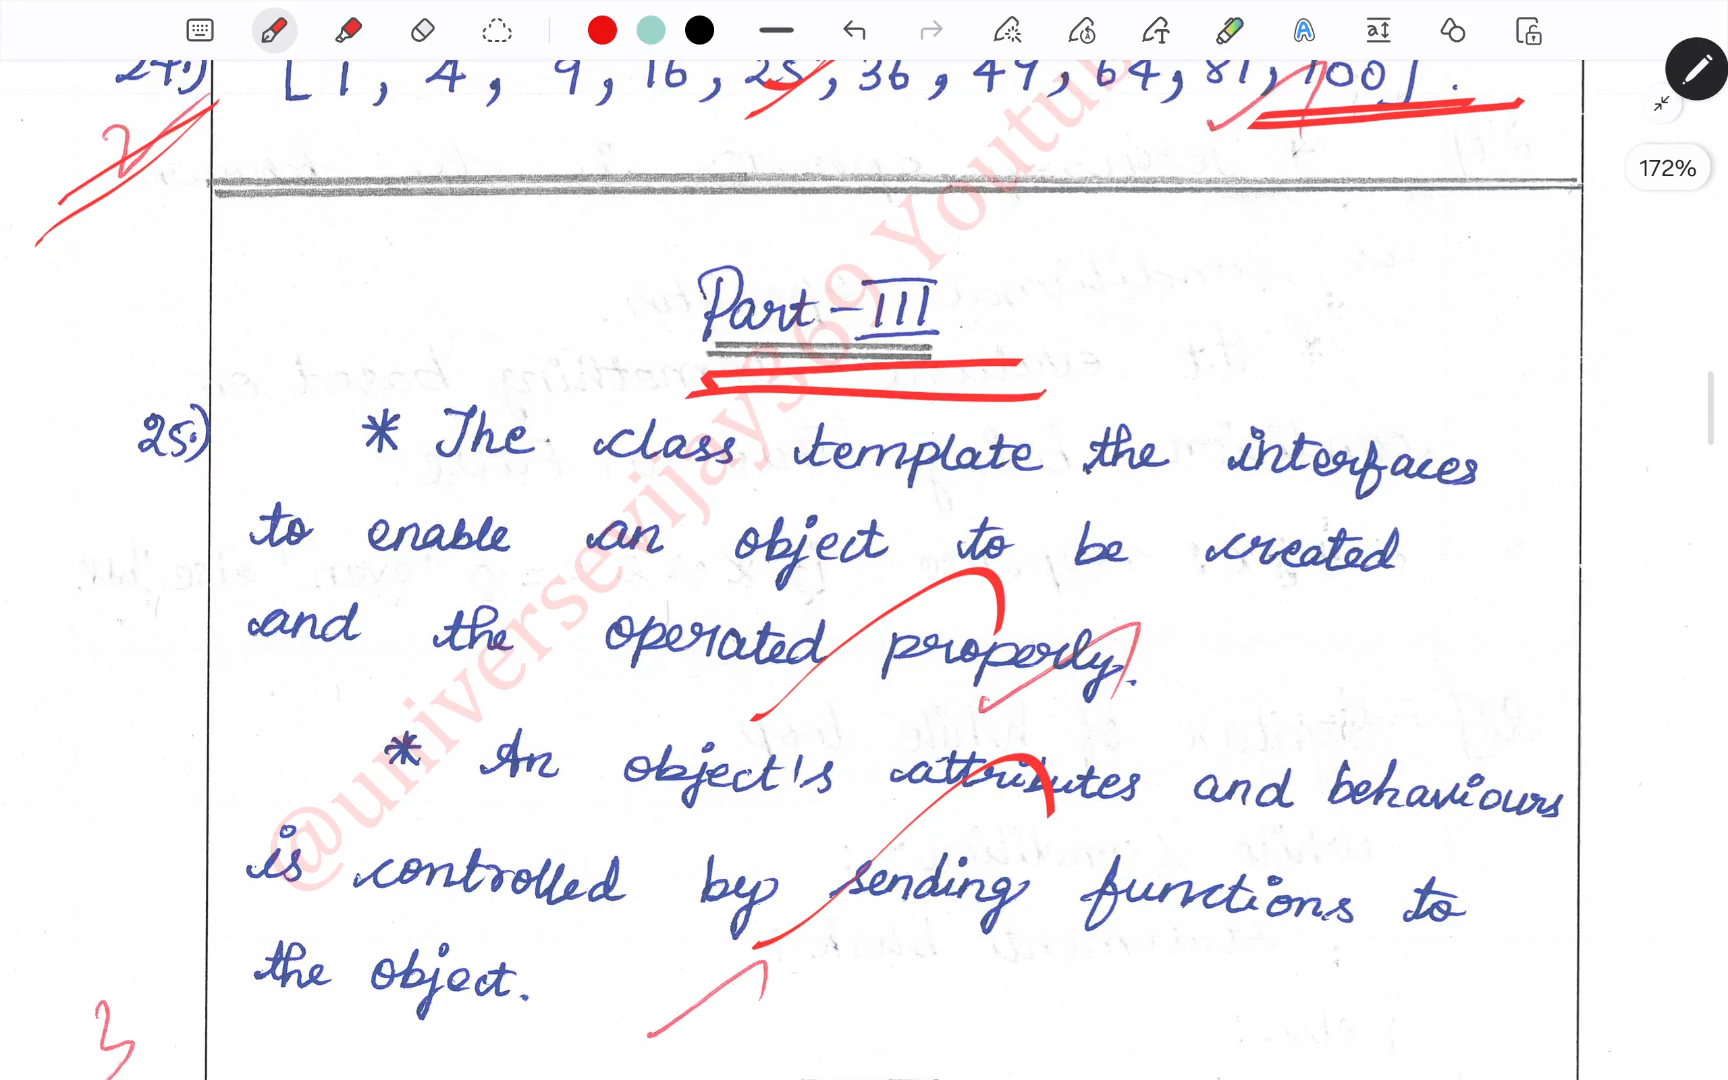 172%
24.) [1, 4, 9, 16, 25, 36, 49, 64, 81, 100].
2
Part - III
25.) * The class template the interfaces
to enable an object to be created
and the operated properly.
* An object's attributes and behaviours
is controlled by sending functions to
the object.
3
@universevijay369 Youtu